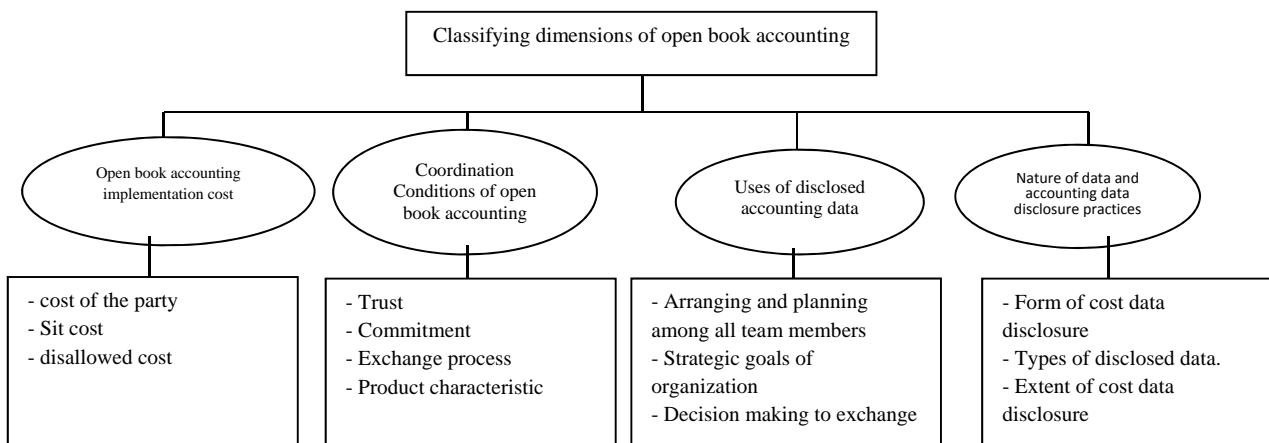 Classifying dimensions of open book accounting
Open book accounting
implementation cost
Coordination
Conditions of open
book accounting
Uses of disclosed
accounting data
Nature of data and
accounting data
disclosure practices
- cost of the party
- Sit cost
- disallowed cost
- Trust
- Commitment
- Exchange process
- Product characteristic
- Arranging and planning
among all team members
- Strategic goals of
organization
- Decision making to exchange
- Form of cost data
disclosure
- Types of disclosed data.
- Extent of cost data
disclosure